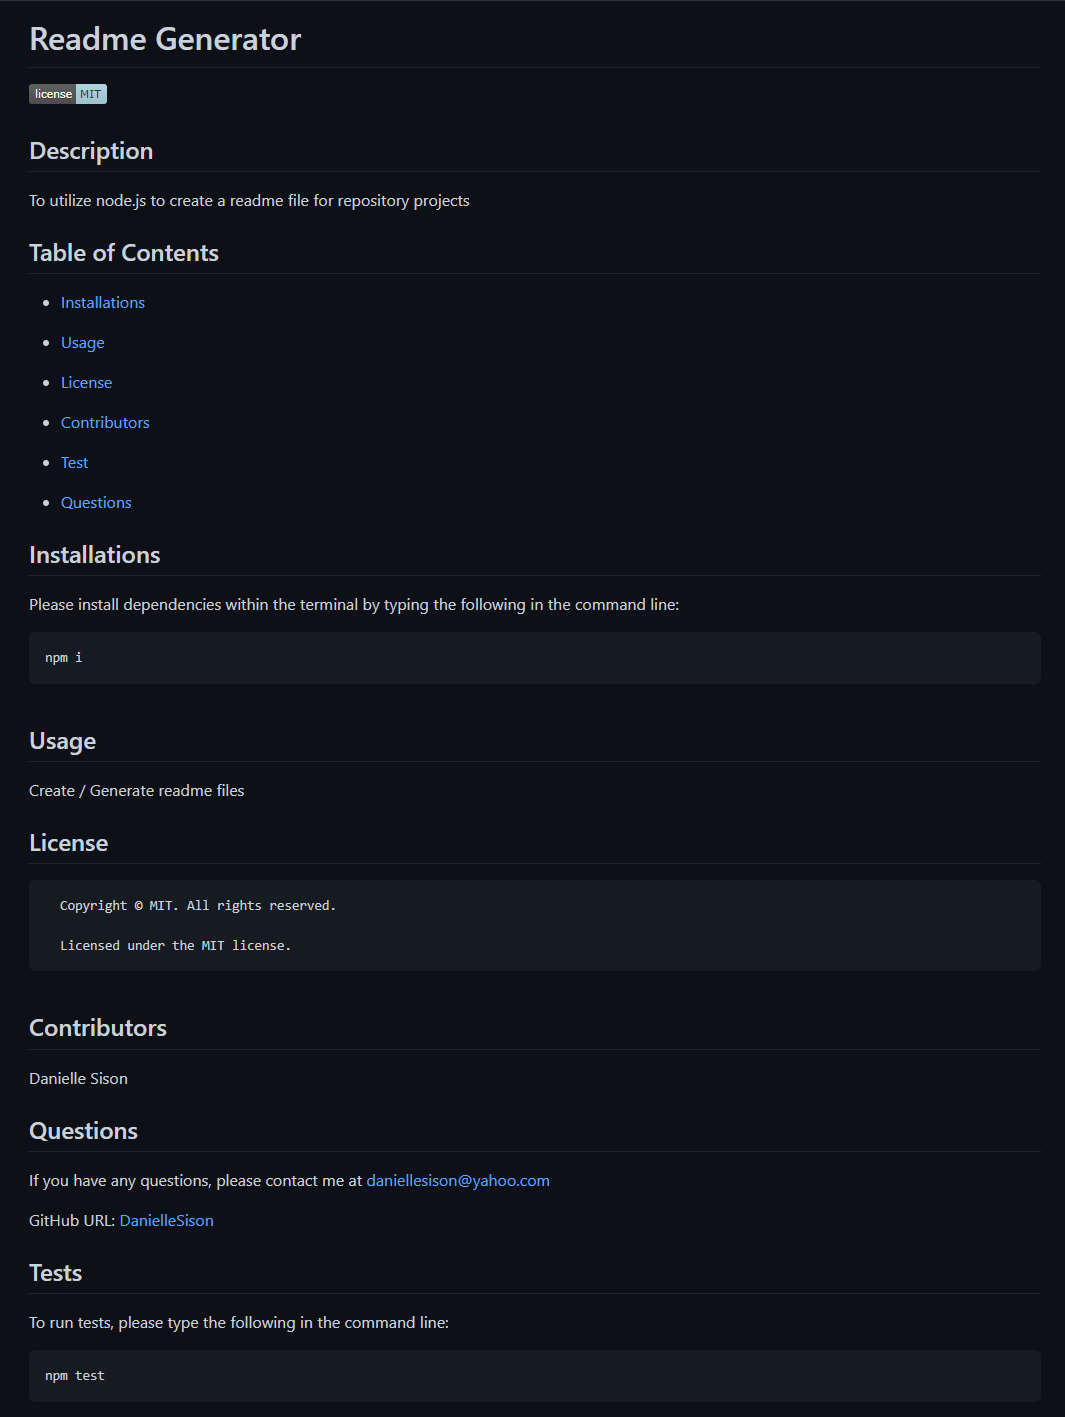 Readme Generator
license MIT
Description
To utilize node.js to create a readme file for repository projects
Table of Contents
Installations
Usage
License
Contributors
Test
Questions
Installations
Please install dependencies within the terminal by typing the following in the command line:
npm i
Usage
Create / Generate readme files
License
Copyright © MIT. All rights reserved.
Licensed under the MIT license.
Contributors
Danielle Sison
Questions
If you have any questions, please contact me at daniellesison@yahoo.com
GitHub URL: DanielleSison
Tests
To run tests, please type the following in the command line:
npm test